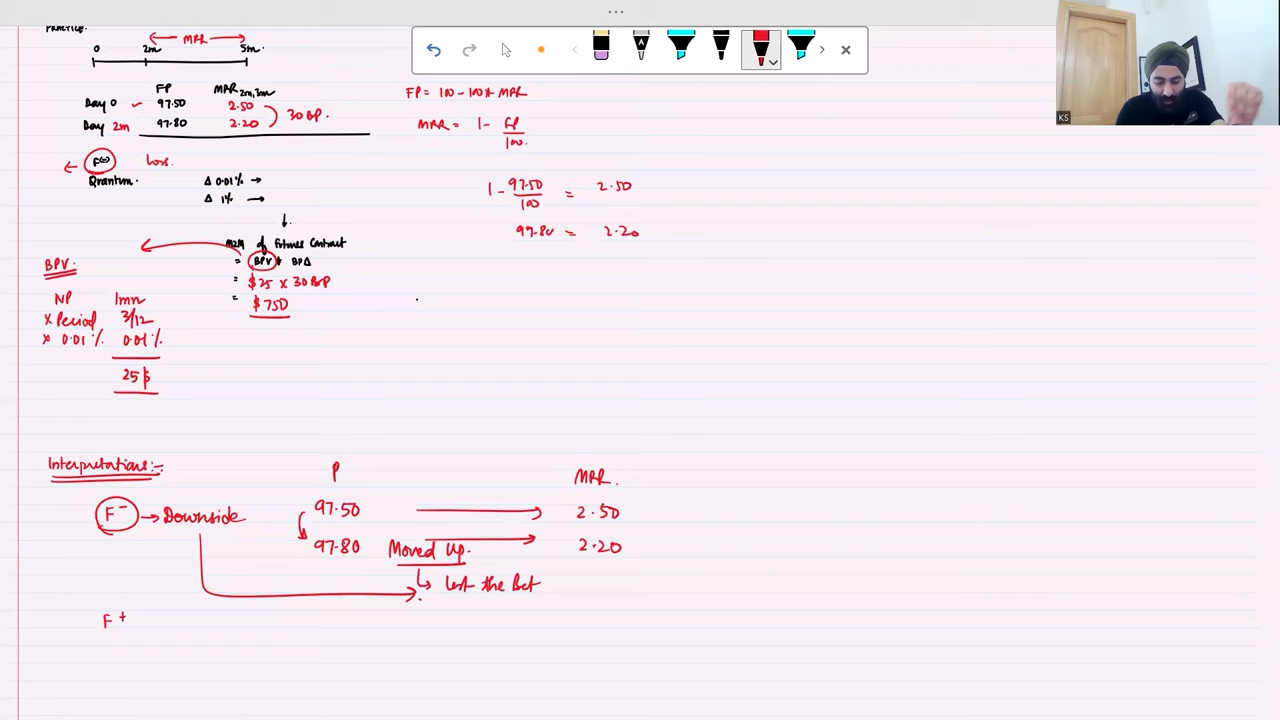 PRACTICE.
← MRR →
0 2m 5m.
FP MRR2m,3m
Day 0 97.50 2.50
Day 2m 97.80 2.20
30 BP.
F(-) Loss.
Quantum. Δ 0.01% →
Δ 1% →
↓
M2M of Futures Contract
= BPV * BPΔ
= $25 x 30 BP
= $750
BPV:
NP 1mn
x Period 3/12
x 0.01% 0.01%
25$
FP = 100 - 100 * MRR
MRR = 1 - FP
100.
1 - 97.50 = 2.50
100
97.80 = 2.20
Interpretations:-
P MRR.
F- → Downside 97.50 → 2.50
97.80 Moved Up. → 2.20
↳ Lost the Bet
F +
KS